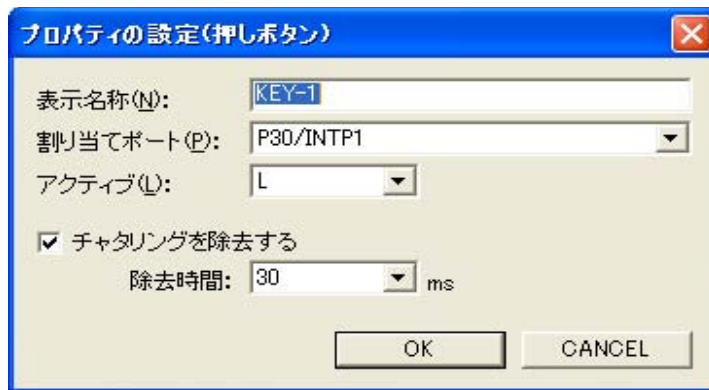 プロパティの設定(押しボタン)
表示名称(N): KEY-1
割り当てポート(P): P30/INTP1
アクティブ(L): L
チャタリングを除去する
除去時間: 30 ms
OK CANCEL